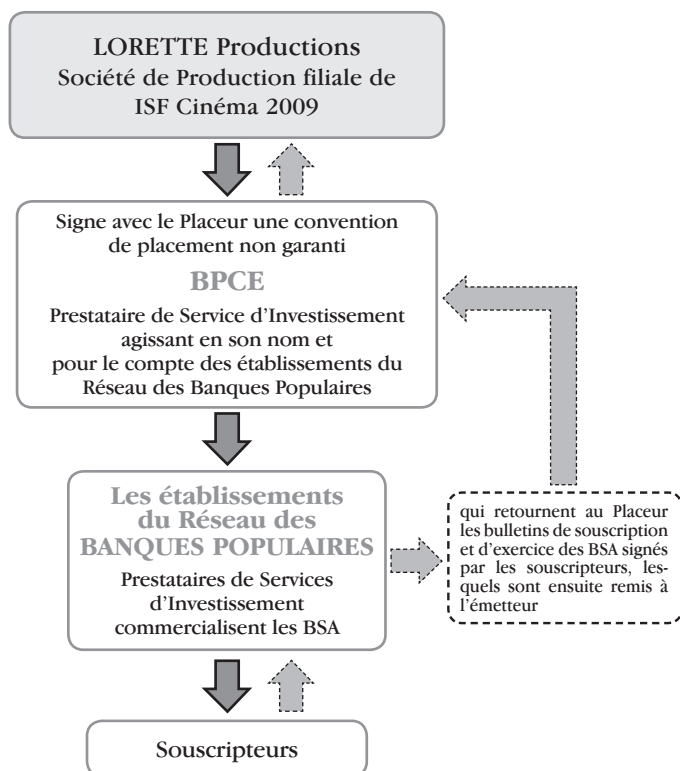 LORETTE Productions
Société de Production filiale de
ISF Cinéma 2009
Signe avec le Placeur une convention
de placement non garanti
BPCE
Prestataire de Service d'Investissement
agissant en son nom et
pour le compte des établissements du
Réseau des Banques Populaires
Les établissements
du Réseau des
BANQUES POPULAIRES
Prestataires de Services
d'Investissement
commercialisent les BSA
qui retournent au Placeur
les bulletins de souscription
et d'exercice des BSA signés
par les souscripteurs, les-
quels sont ensuite remis à
l'émetteur
Souscripteurs